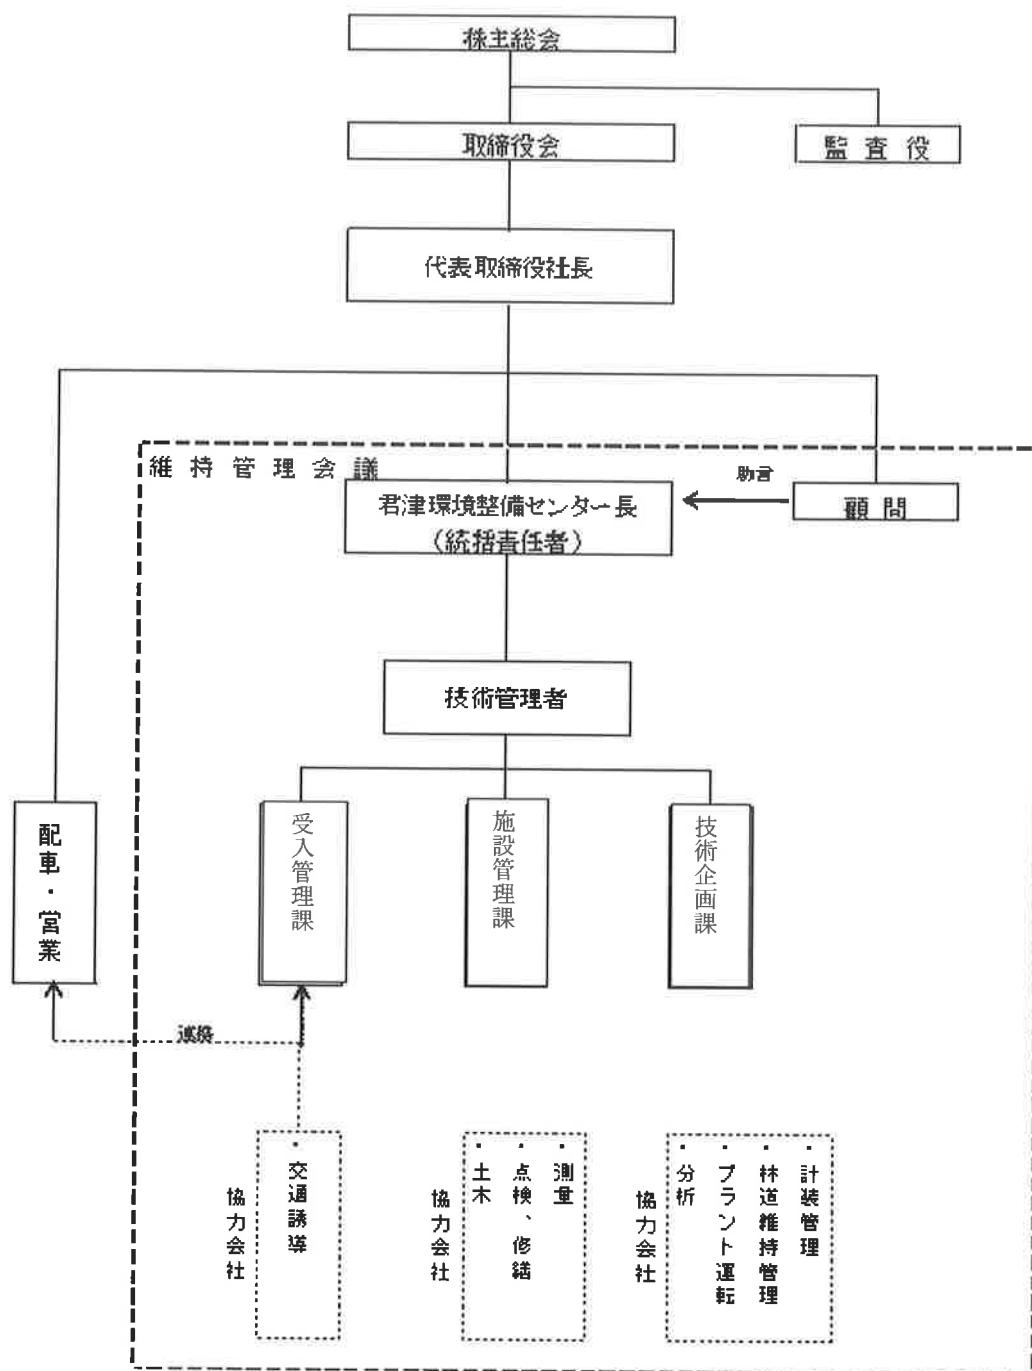 株主総会
取締役会
監査役
代表取締役社長
維持管理会議
助言
君津環境整備センター長
(統括責任者)
顧問
技術管理者
配車・営業
受入管理課
施設管理課
技術企画課
連携
協力会社
・交通誘導
協力会社
・測量
・点検、修繕
・土木
協力会社
・計装管理
・林道維持管理
・プラント運転
・分析